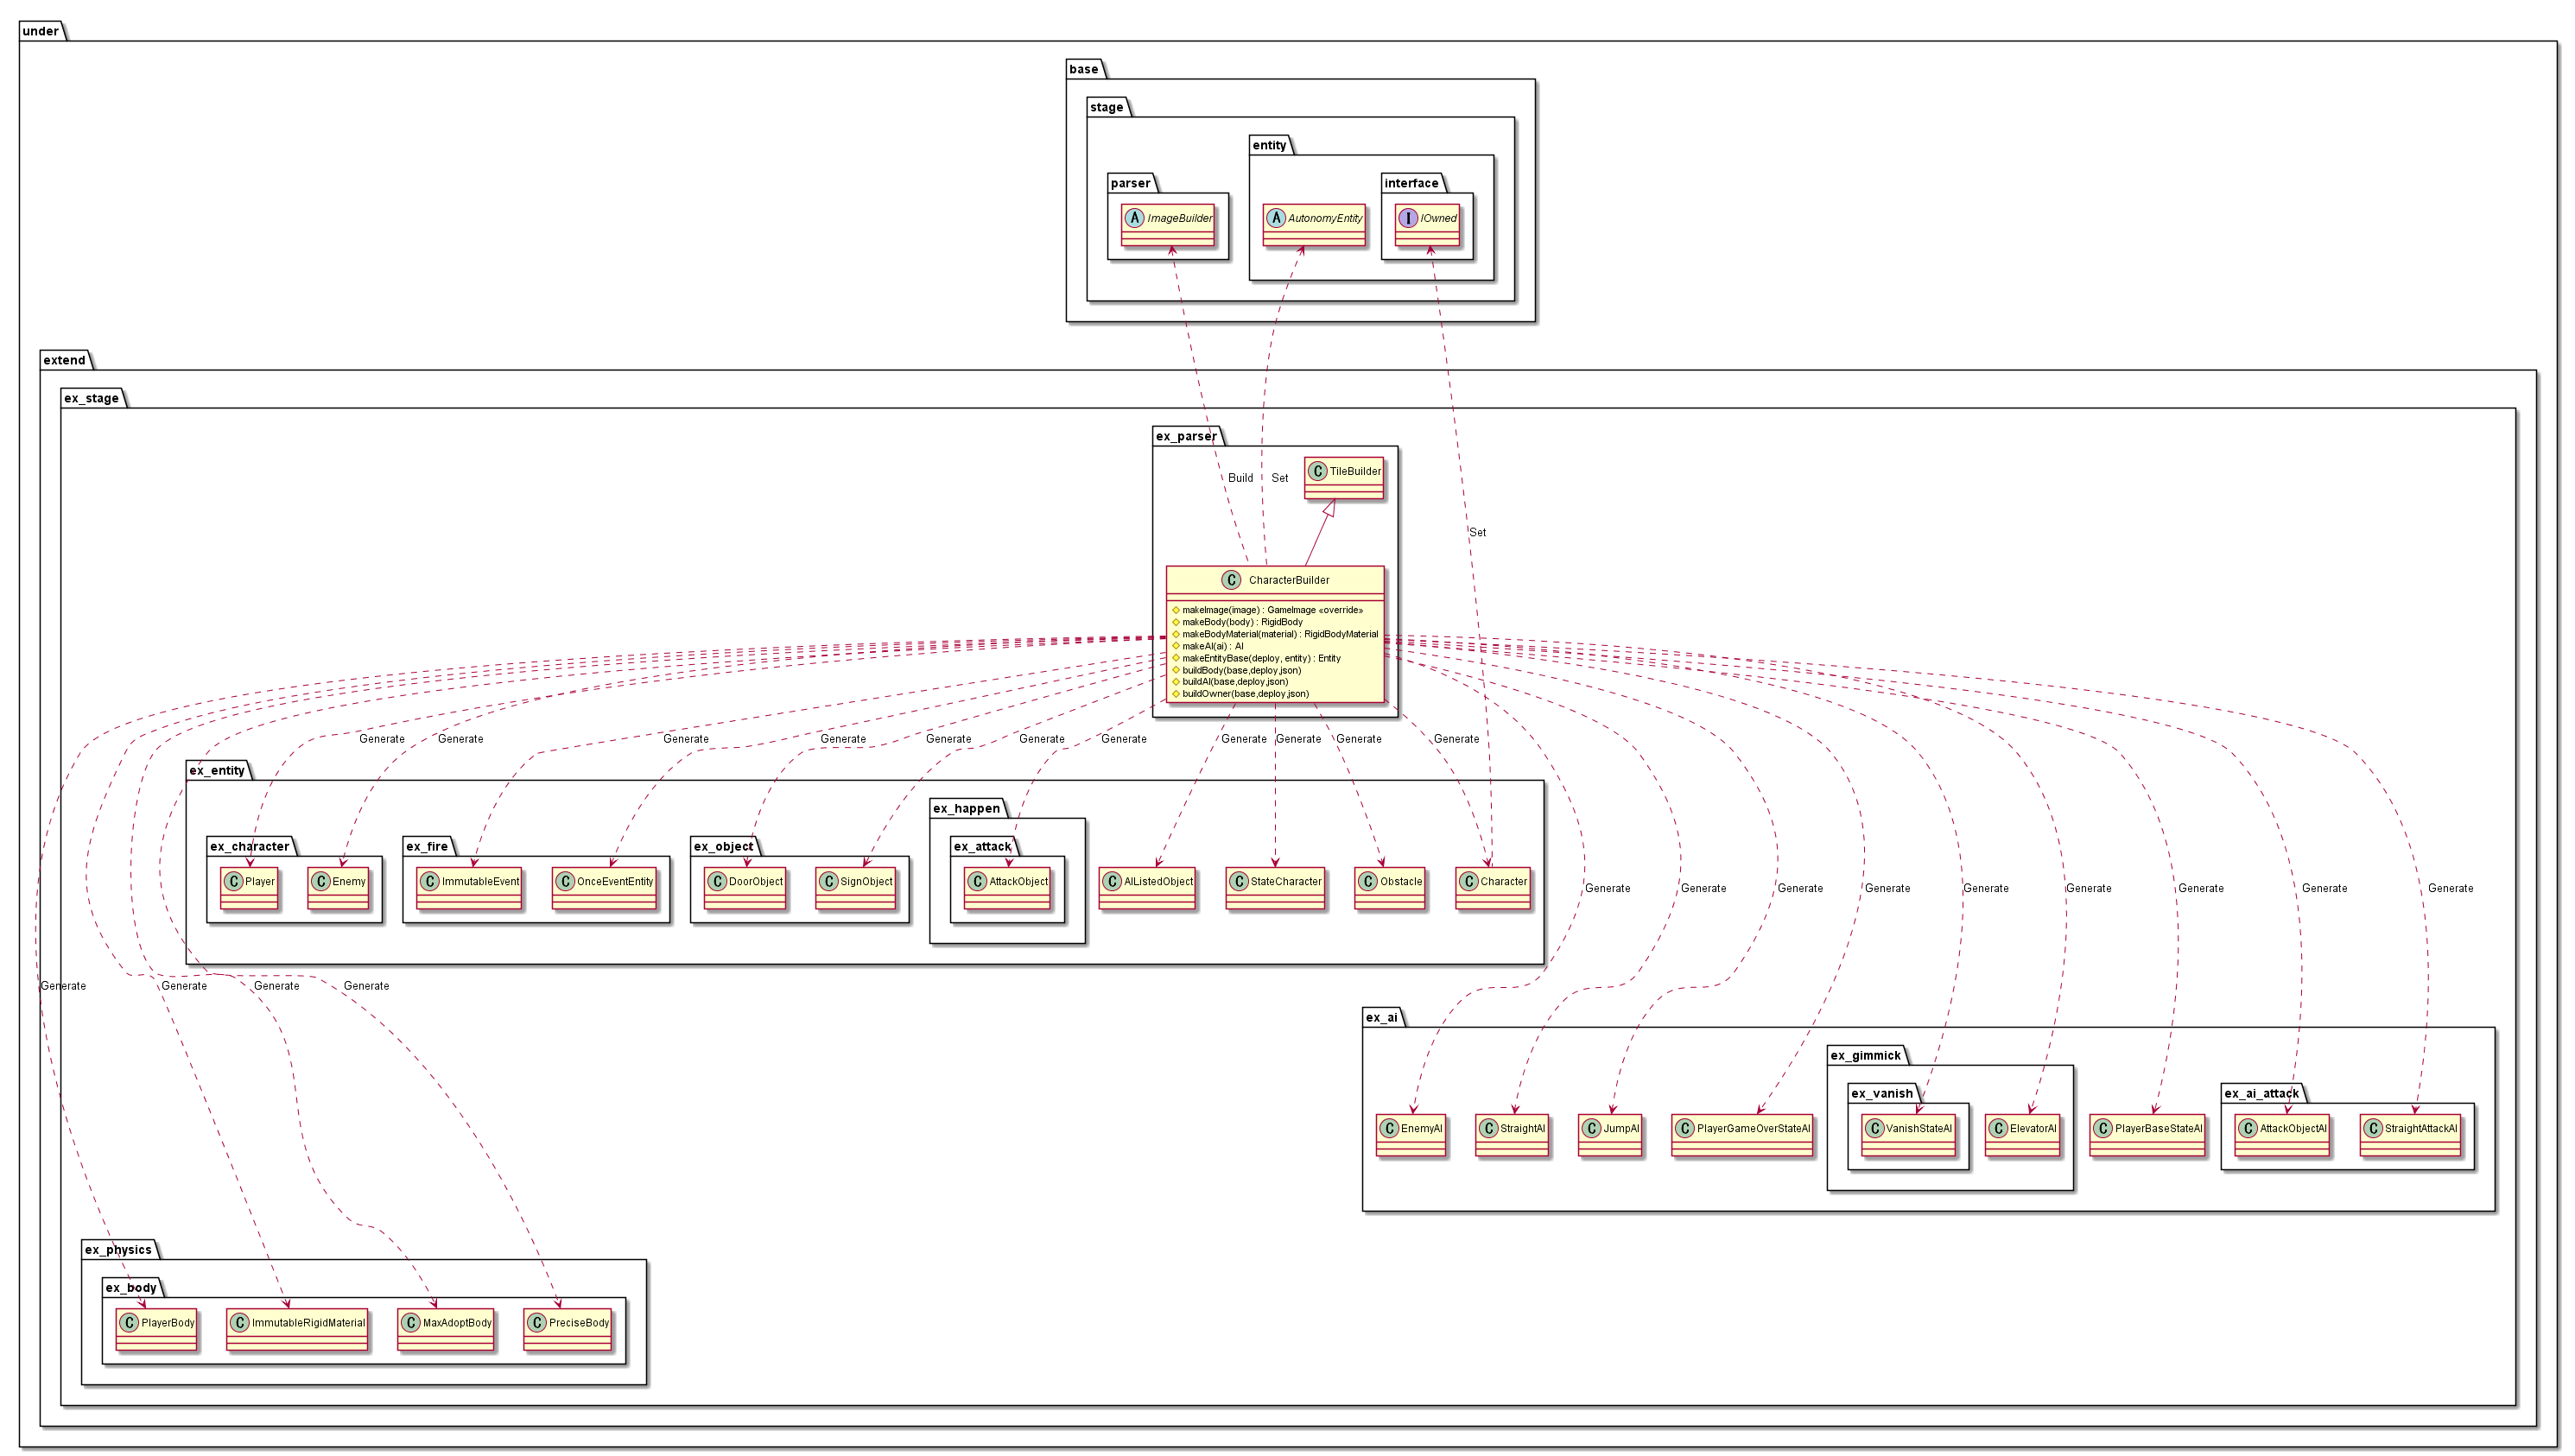 under
base
stage
entity
parser
interface
A ImageBuilder
A AutonomyEntity
I IOwned
extend
ex_stage
ex_parser
C TileBuilder
Build
Set
Set
C CharacterBuilder
makeImage(image) : GameImage «override»
makeBody(body) : RigidBody
makeBodyMaterial(material) : RigidBodyMaterial
makeAI(ai) : AI
makeEntityBase(deploy, entity) : Entity
buildBody(base,deploy,json)
buildAI(base,deploy,json)
buildOwner(base,deploy,json)
Generate
Generate
Generate
Generate
Generate
Generate
Generate
Generate
Generate
Generate
Generate
ex_entity
ex_happen
ex_character
ex_fire
ex_object
ex_attack
C Player
C Enemy
C ImmutableEvent
C OnceEventEntity
C DoorObject
C SignObject
C AttackObject
C AIListedObject
C StateCharacter
C Obstacle
C Character
Generate
Generate
Generate
Generate
Generate
Generate
Generate
Generate
Generate
Generate
Generate
Generate
Generate
ex_ai
ex_gimmick
ex_vanish
ex_ai_attack
C EnemyAI
C StraightAI
C JumpAI
C PlayerGameOverStateAI
C VanishStateAI
C ElevatorAI
C PlayerBaseStateAI
C AttackObjectAI
C StraightAttackAI
ex_physics
ex_body
C PlayerBody
C ImmutableRigidMaterial
C MaxAdoptBody
C PreciseBody